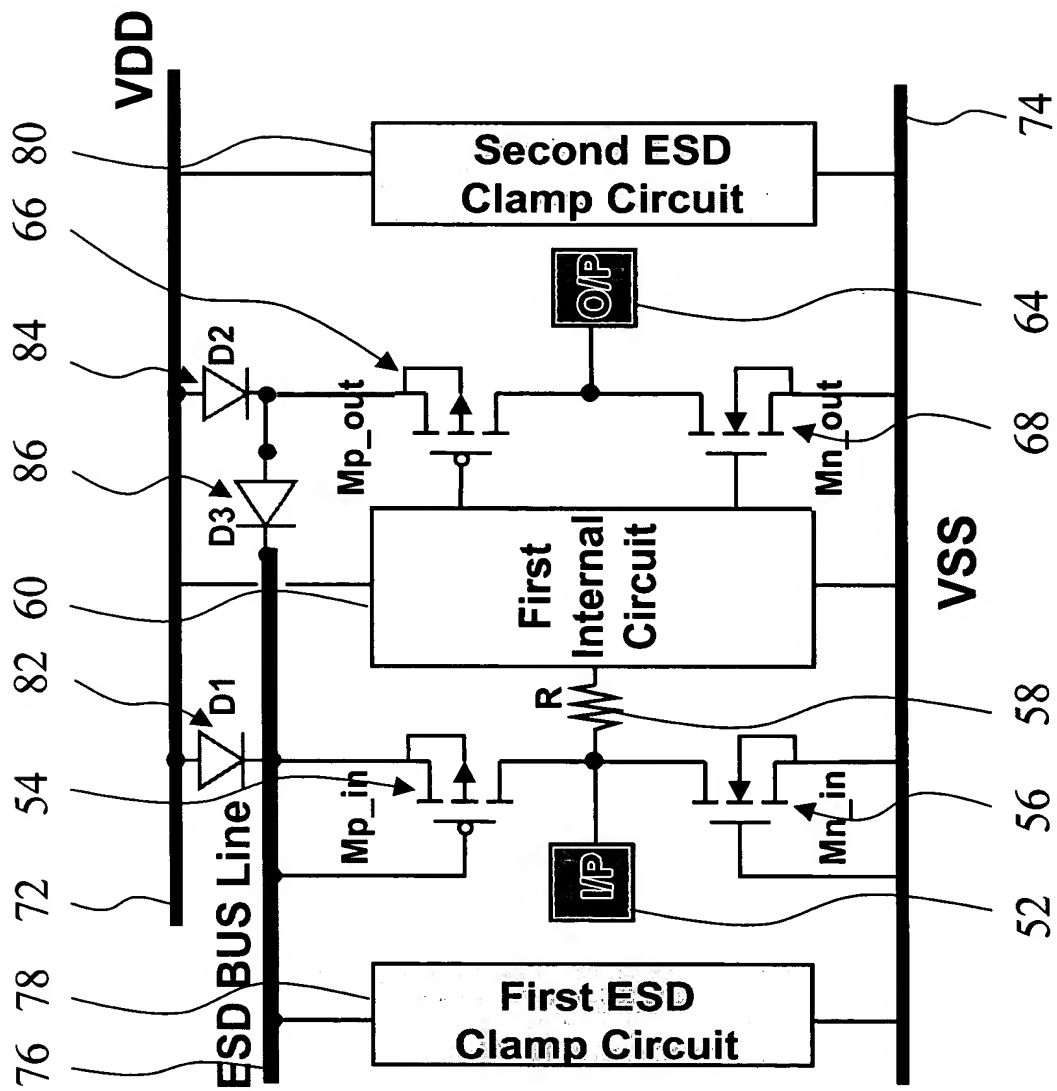 VDD
80
66
84
86
60
82
54
72
78
76
D2
D3
D1
ESD BUS Line
Second ESD
Clamp Circuit
Mp_out
O/P
Mn_out
First
Internal
Circuit
R
Mp_in
I/P
Mn_in
First ESD
Clamp Circuit
VSS
74
64
68
58
56
52